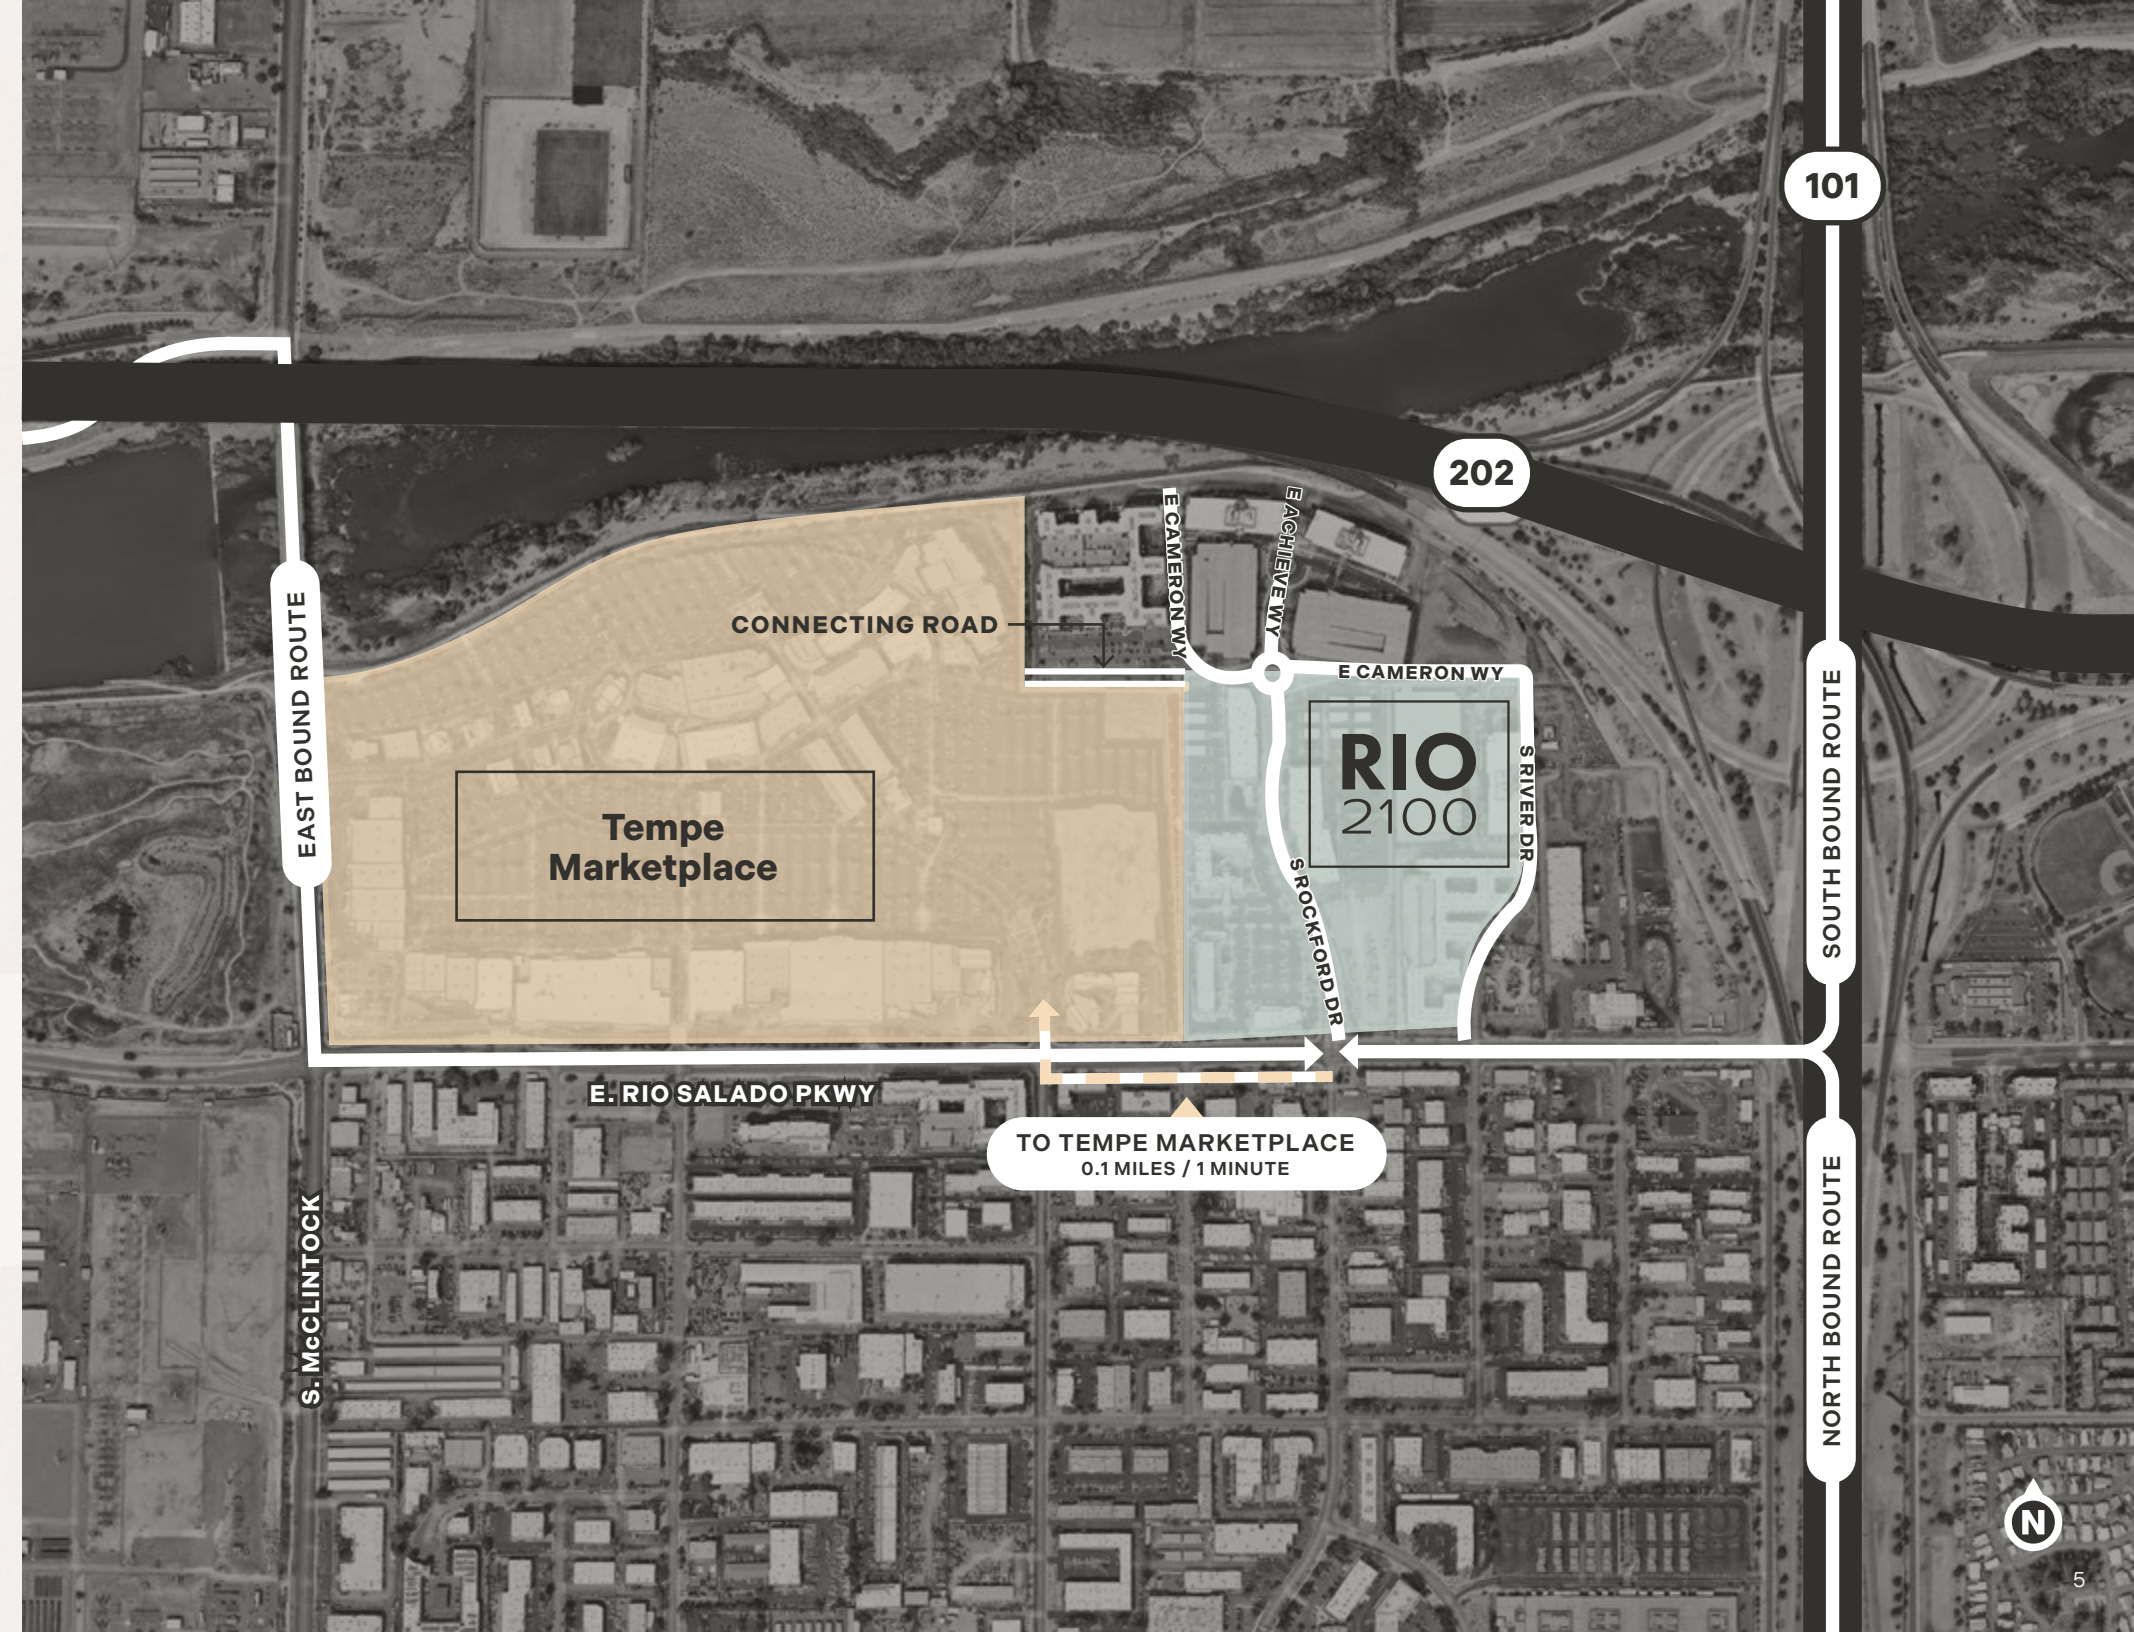 101
202
E CAMERON WY
E ACHIEVE WY
CONNECTING ROAD
E CAMERON WY
EAST BOUND ROUTE
SOUTH BOUND ROUTE
RIO
2100
S RIVER DR
Tempe
Marketplace
S ROCKFORD DR
E. RIO SALADO PKWY
TO TEMPE MARKETPLACE
0.1 MILES / 1 MINUTE
S. McCLINTOCK
NORTH BOUND ROUTE
N
5